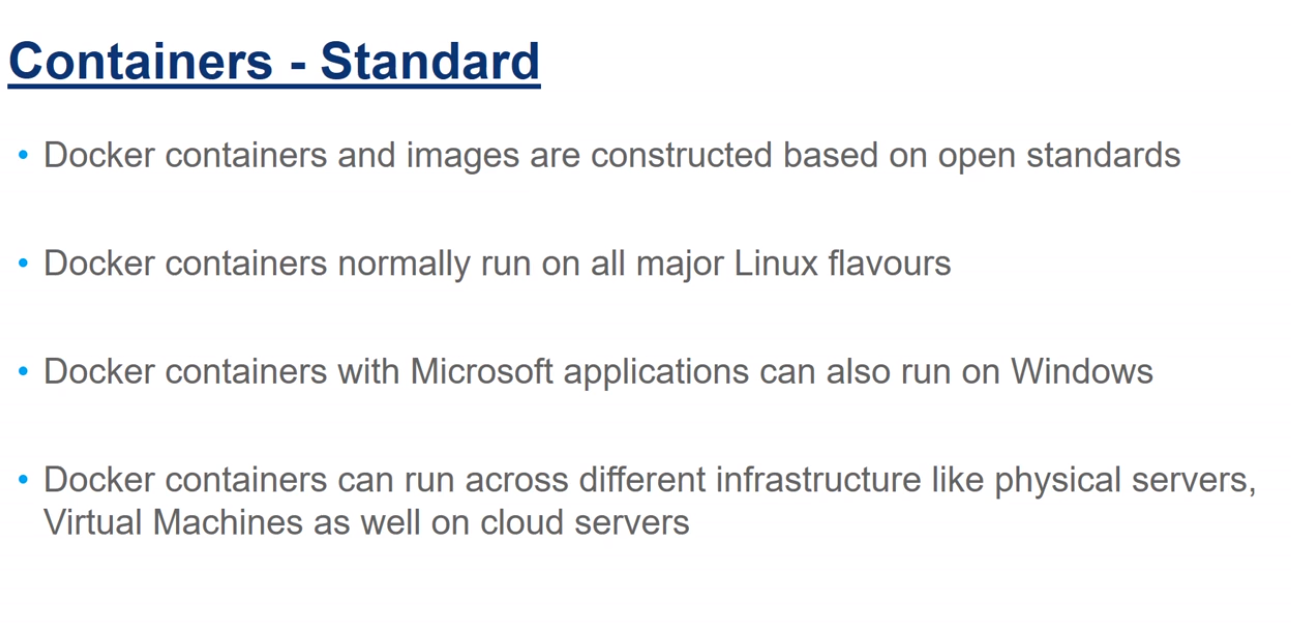 Containers - Standard
• Docker containers and images are constructed based on open standards
• Docker containers normally run on all major Linux flavours
• Docker containers with Microsoft applications can also run on Windows
• Docker containers can run across different infrastructure like physical servers,
Virtual Machines as well on cloud servers